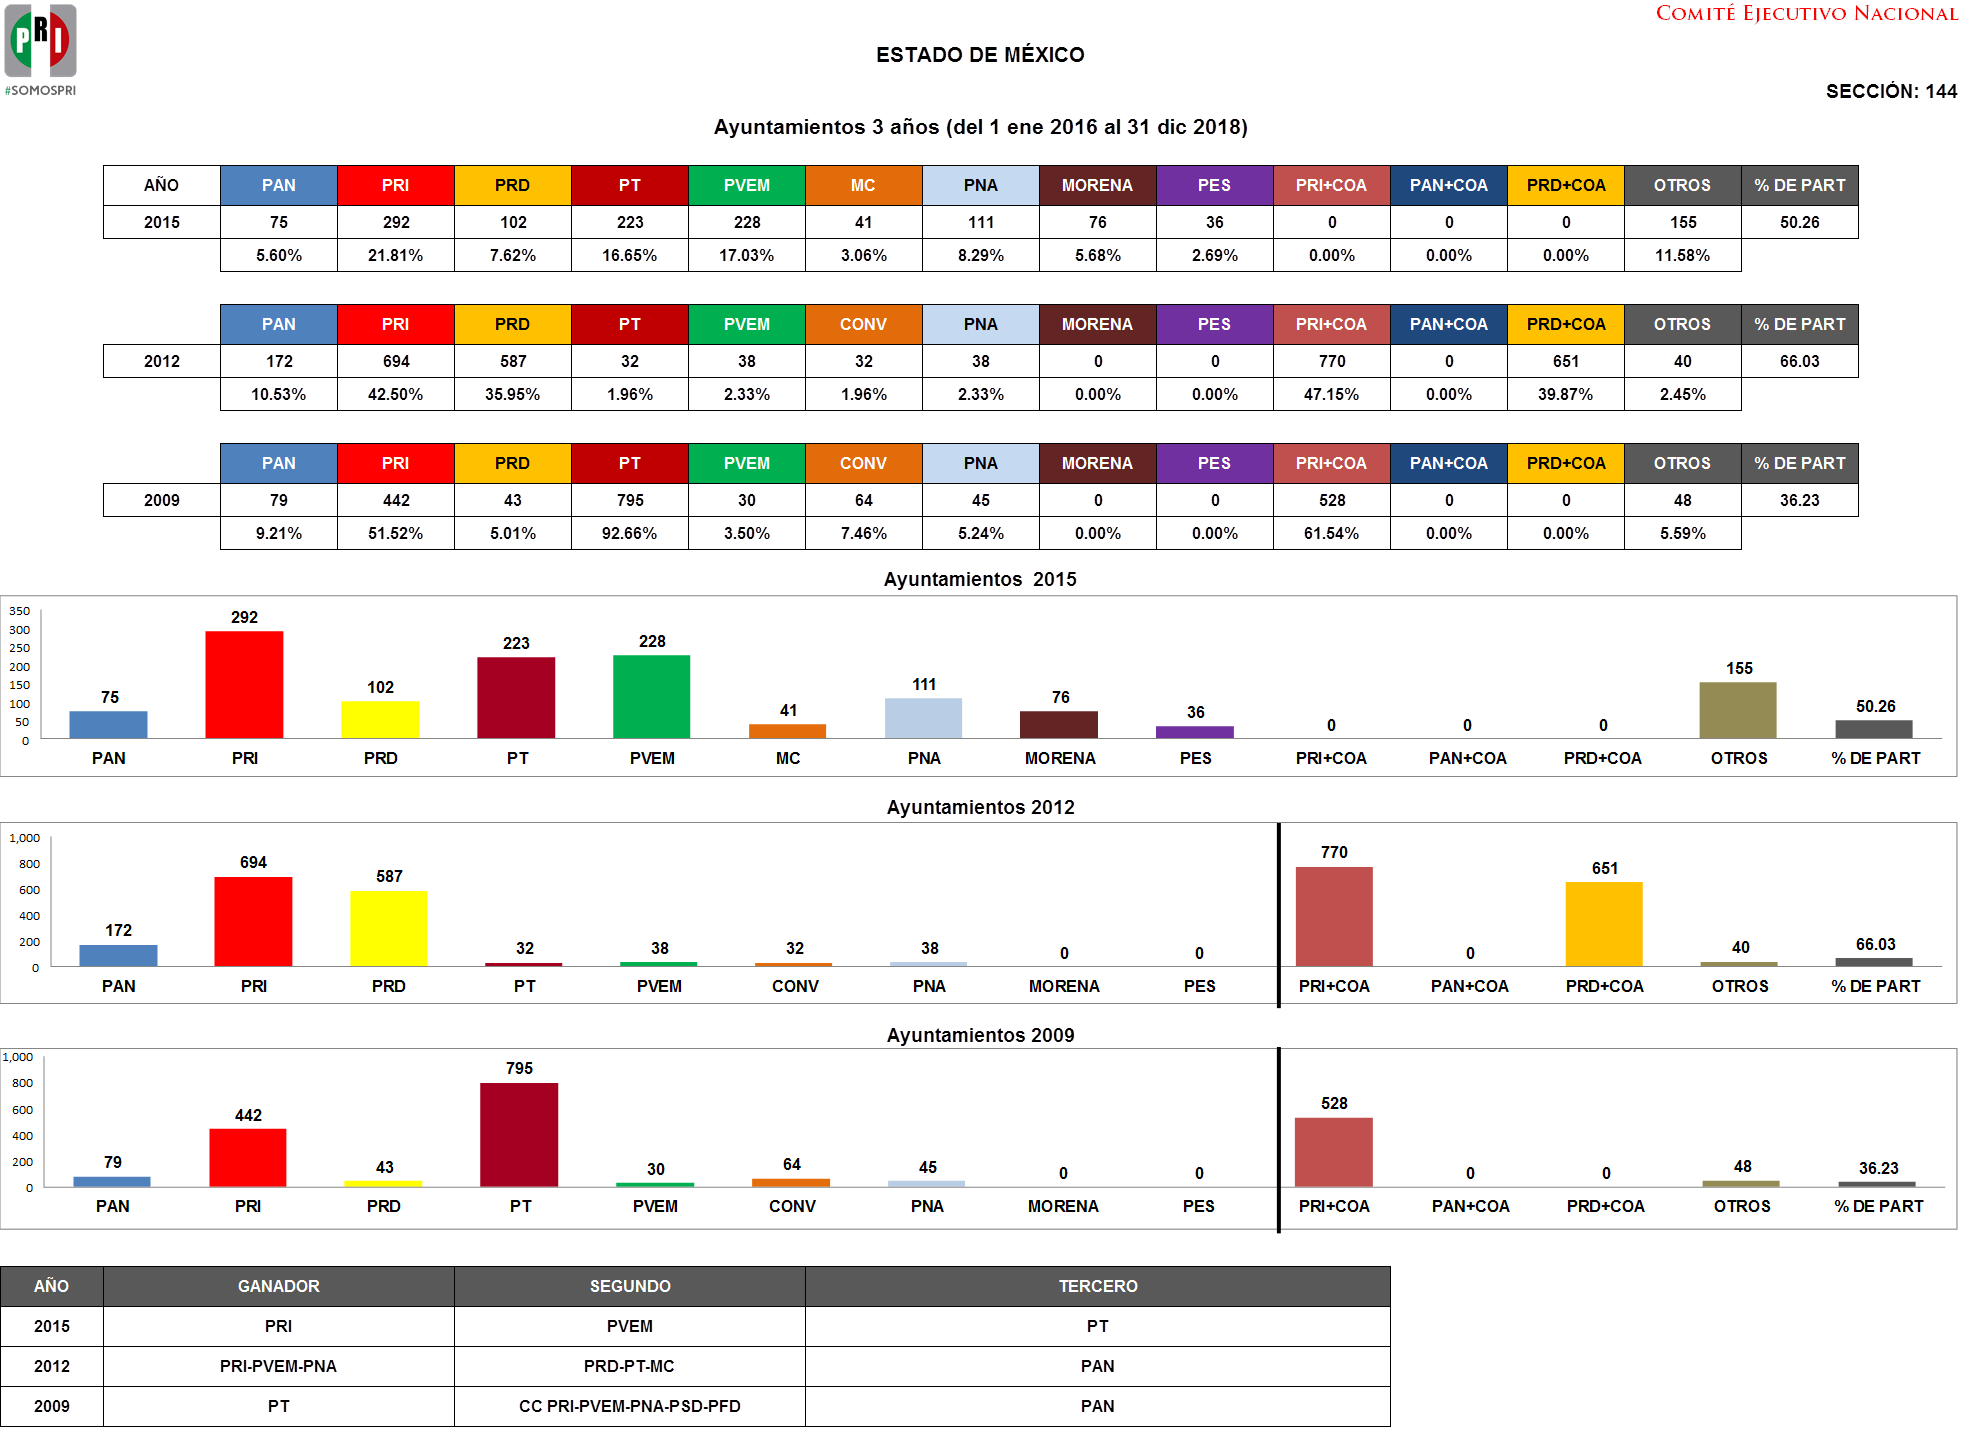 PRI
#SOMOSPRI
COMITÉ EJECUTIVO NACIONAL
ESTADO DE MÉXICO
SECCIÓN: 144
Ayuntamientos 3 años (del 1 ene 2016 al 31 dic 2018)
AÑO PAN PRI PRD PT PVEM MC PNA MORENA PES PRI+COA PAN+COA PRD+COA OTROS % DE PART
2015 75 292 102 223 228 41 111 76 36 0 0 0 155 50.26
5.60% 21.81% 7.62% 16.65% 17.03% 3.06% 8.29% 5.68% 2.69% 0.00% 0.00% 0.00% 11.58%
PAN PRI PRD PT PVEM CONV PNA MORENA PES PRI+COA PAN+COA PRD+COA OTROS % DE PART
2012 172 694 587 32 38 32 38 0 0 770 0 651 40 66.03
10.53% 42.50% 35.95% 1.96% 2.33% 1.96% 2.33% 0.00% 0.00% 47.15% 0.00% 39.87% 2.45%
PAN PRI PRD PT PVEM CONV PNA MORENA PES PRI+COA PAN+COA PRD+COA OTROS % DE PART
2009 79 442 43 795 30 64 45 0 0 528 0 0 48 36.23
9.21% 51.52% 5.01% 92.66% 3.50% 7.46% 5.24% 0.00% 0.00% 61.54% 0.00% 0.00% 5.59%
Ayuntamientos 2015
350
300
250
200
150
100
50
0
75 292 102 223 228 41 111 76 36 0 0 0 155 50.26
PAN PRI PRD PT PVEM MC PNA MORENA PES PRI+COA PAN+COA PRD+COA OTROS % DE PART
Ayuntamientos 2012
1,000
800
600
400
200
0
172 694 587 32 38 32 38 0 0 770 0 651 40 66.03
PAN PRI PRD PT PVEM CONV PNA MORENA PES PRI+COA PAN+COA PRD+COA OTROS % DE PART
Ayuntamientos 2009
1,000
800
600
400
200
0
79 442 43 795 30 64 45 0 0 528 0 0 48 36.23
PAN PRI PRD PT PVEM CONV PNA MORENA PES PRI+COA PAN+COA PRD+COA OTROS % DE PART
AÑO GANADOR SEGUNDO TERCERO
2015 PRI PVEM PT
2012 PRI-PVEM-PNA PRD-PT-MC PAN
2009 PT CC PRI-PVEM-PNA-PSD-PFD PAN